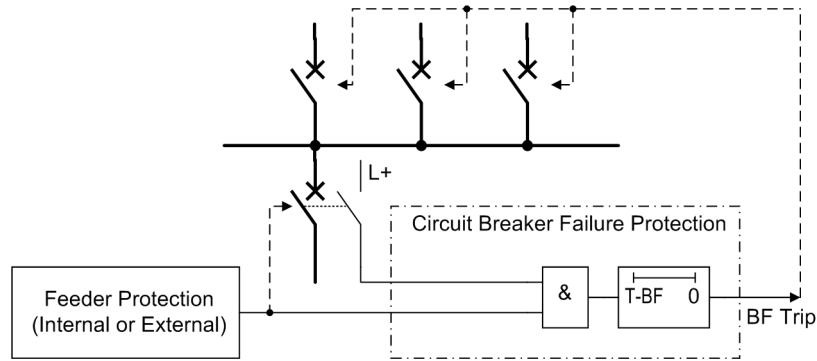 L+
Circuit Breaker Failure Protection
Feeder Protection
(Internal or External)
&
T-BF 0
BF Trip